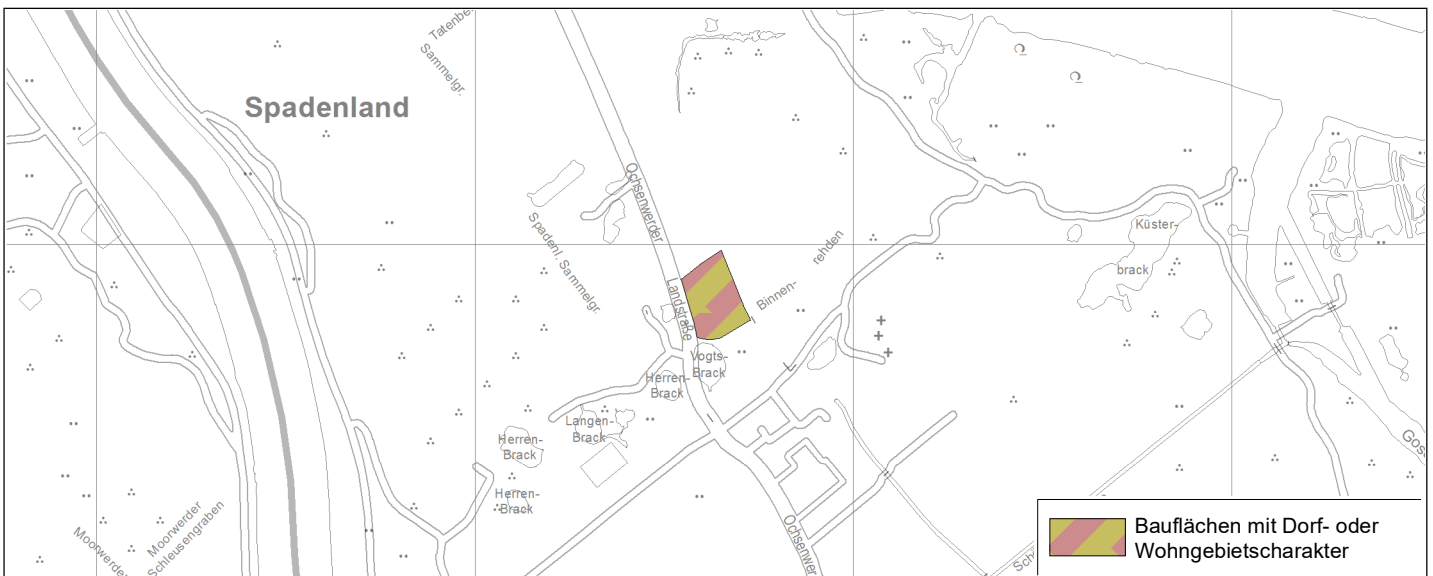 Tatenbe
Sammelgr.
Spadenland
Ochsenwerder
Landstraße
Spadenl. Sammelgr.
Binnen-
rehden
Küster-
brack
Vogts-
Brack
Herren-
Brack
Langen-
Brack
Herren-
Brack
Herren-
Brack
Moorwerder
Schleusengraben
Moorwerder
Ochsenwer
Gos
Sch
Bauflächen mit Dorf- oder
Wohngebietscharakter